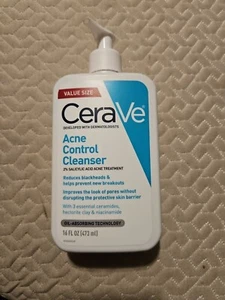 VALUE SIZE
CeraVe
DEVELOPED WITH DERMATOLOGISTS
Acne
Control
Cleanser
2% SALICYLIC ACID ACNE TREATMENT
Reduces blackheads &
helps prevent new breakouts
Improves the look of pores without
disrupting the protective skin barrier
With 3 essential ceramides,
hectorite clay & niacinamide
OIL-ABSORBING TECHNOLOGY
16 FL OZ (473 ml)